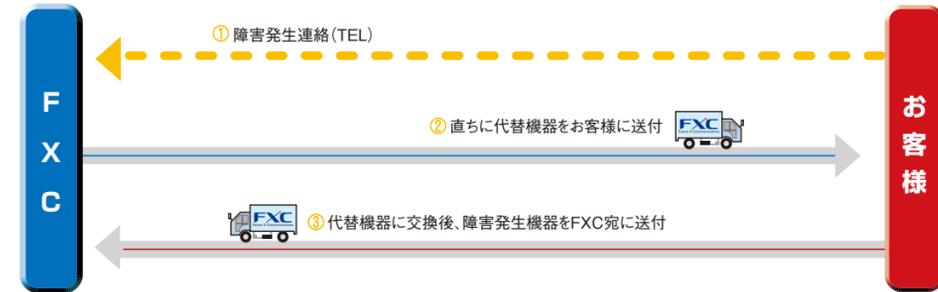 FXC
① 障害発生連絡（TEL）
② 直ちに代替機器をお客様に送付
FXC
FXC
③ 代替機器に交換後、障害発生機器をFXC宛に送付
お客様